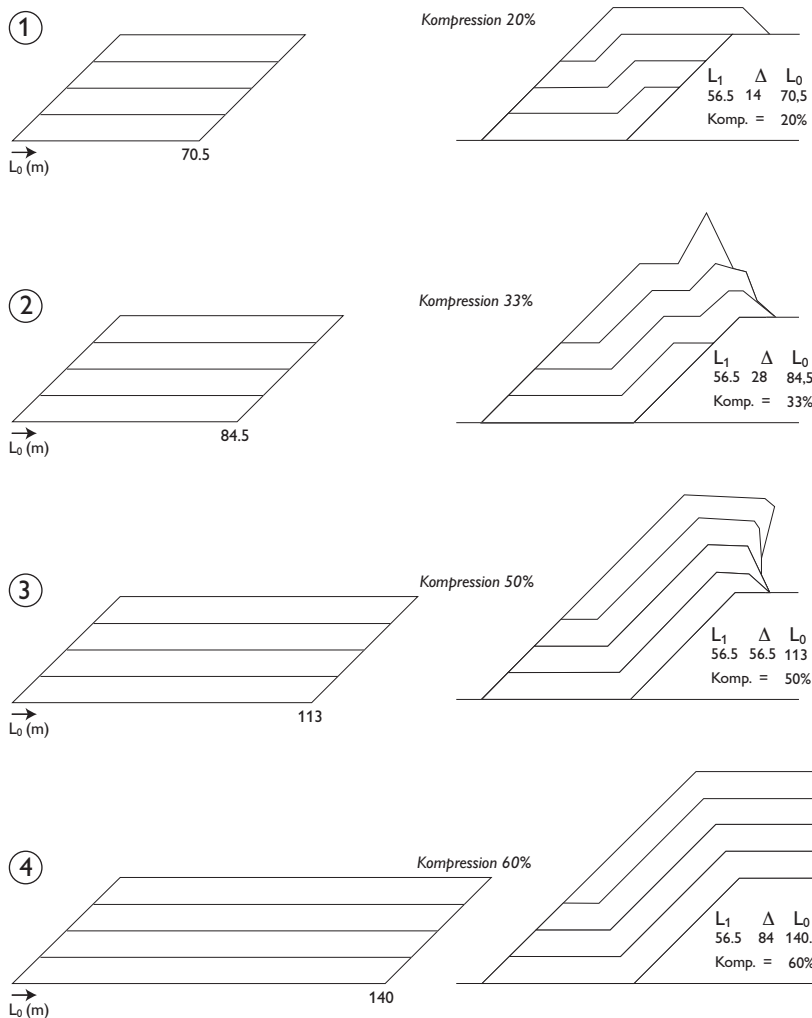 1
Kompression 20%
L₁ Δ L₀
56.5 14 70,5
Komp. = 20%
70.5
L₀ (m)
2
Kompression 33%
L₁ Δ L₀
56.5 28 84,5
Komp. = 33%
84.5
L₀ (m)
3
Kompression 50%
L₁ Δ L₀
56.5 56.5 113
Komp. = 50%
113
L₀ (m)
4
Kompression 60%
L₁ Δ L₀
56.5 84 140.
Komp. = 60%
140
L₀ (m)